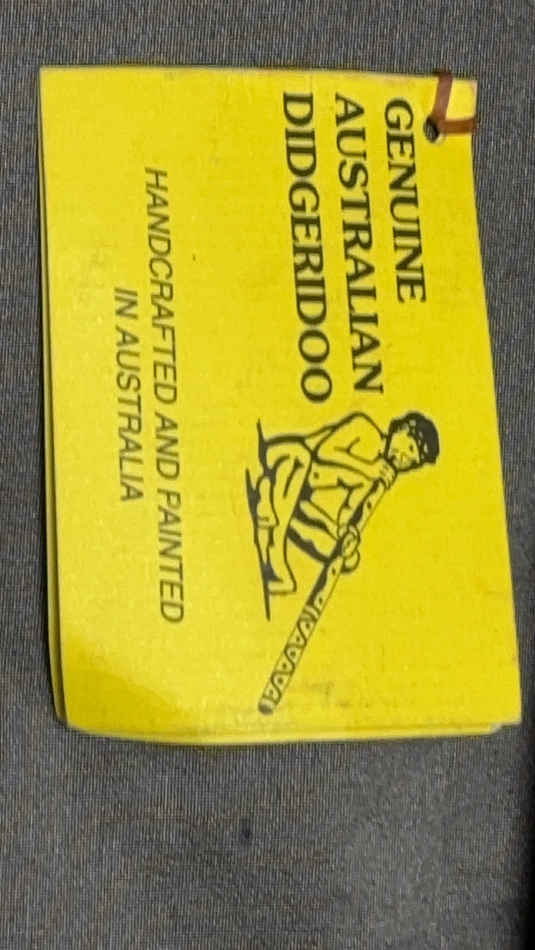 GENUINE
AUSTRALIAN
DIDGERIDOO
HANDCRAFTED AND PAINTED
IN AUSTRALIA